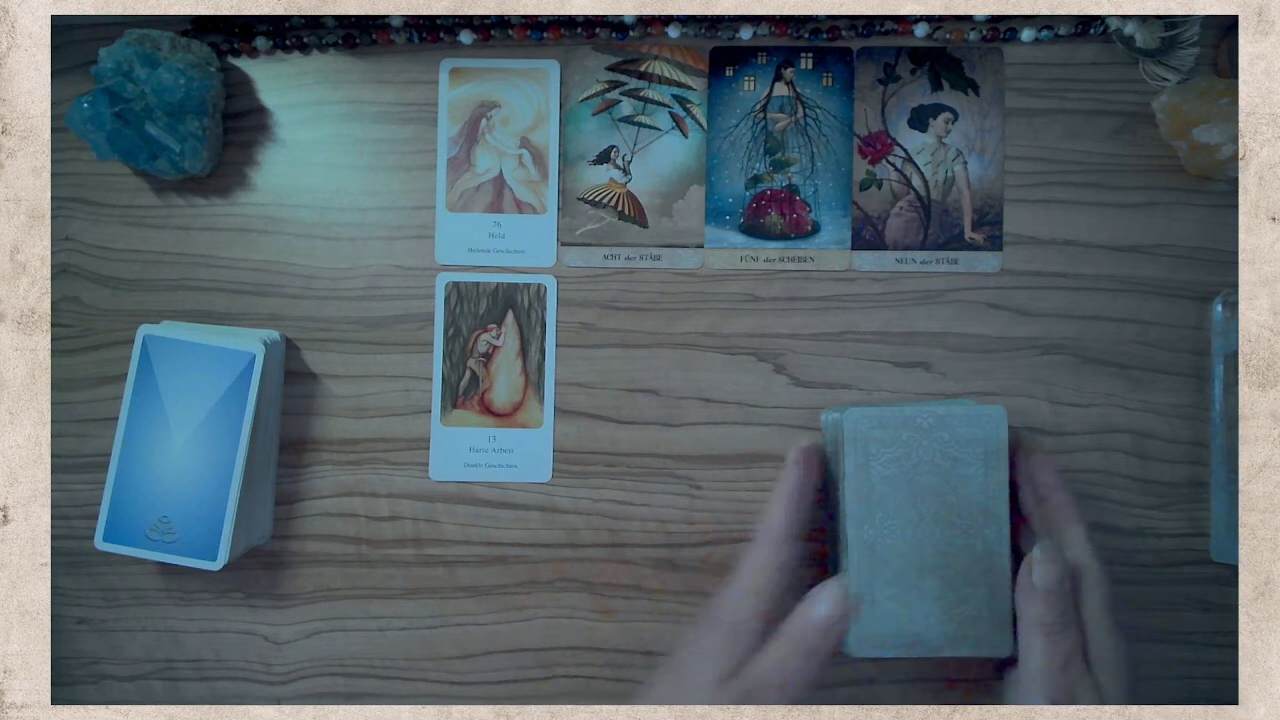 76
Held
Heilende Geschichten
ACHT der STÄBE
FÜNF der SCHEIBEN
NEUN der STÄBE
13
Harte Arbeit
Dunkle Geschichten